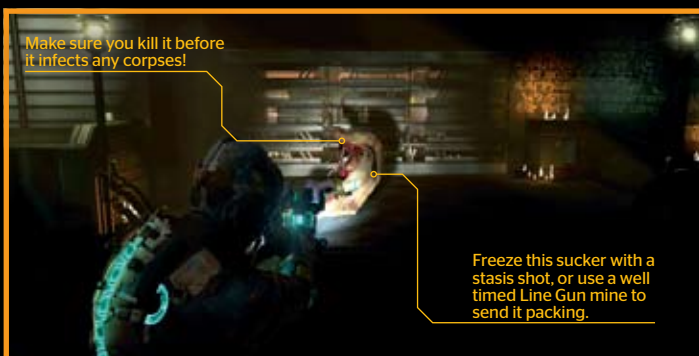 Make sure you kill it before
it infects any corpses!
Freeze this sucker with a
stasis shot, or use a well
timed Line Gun mine to
send it packing.